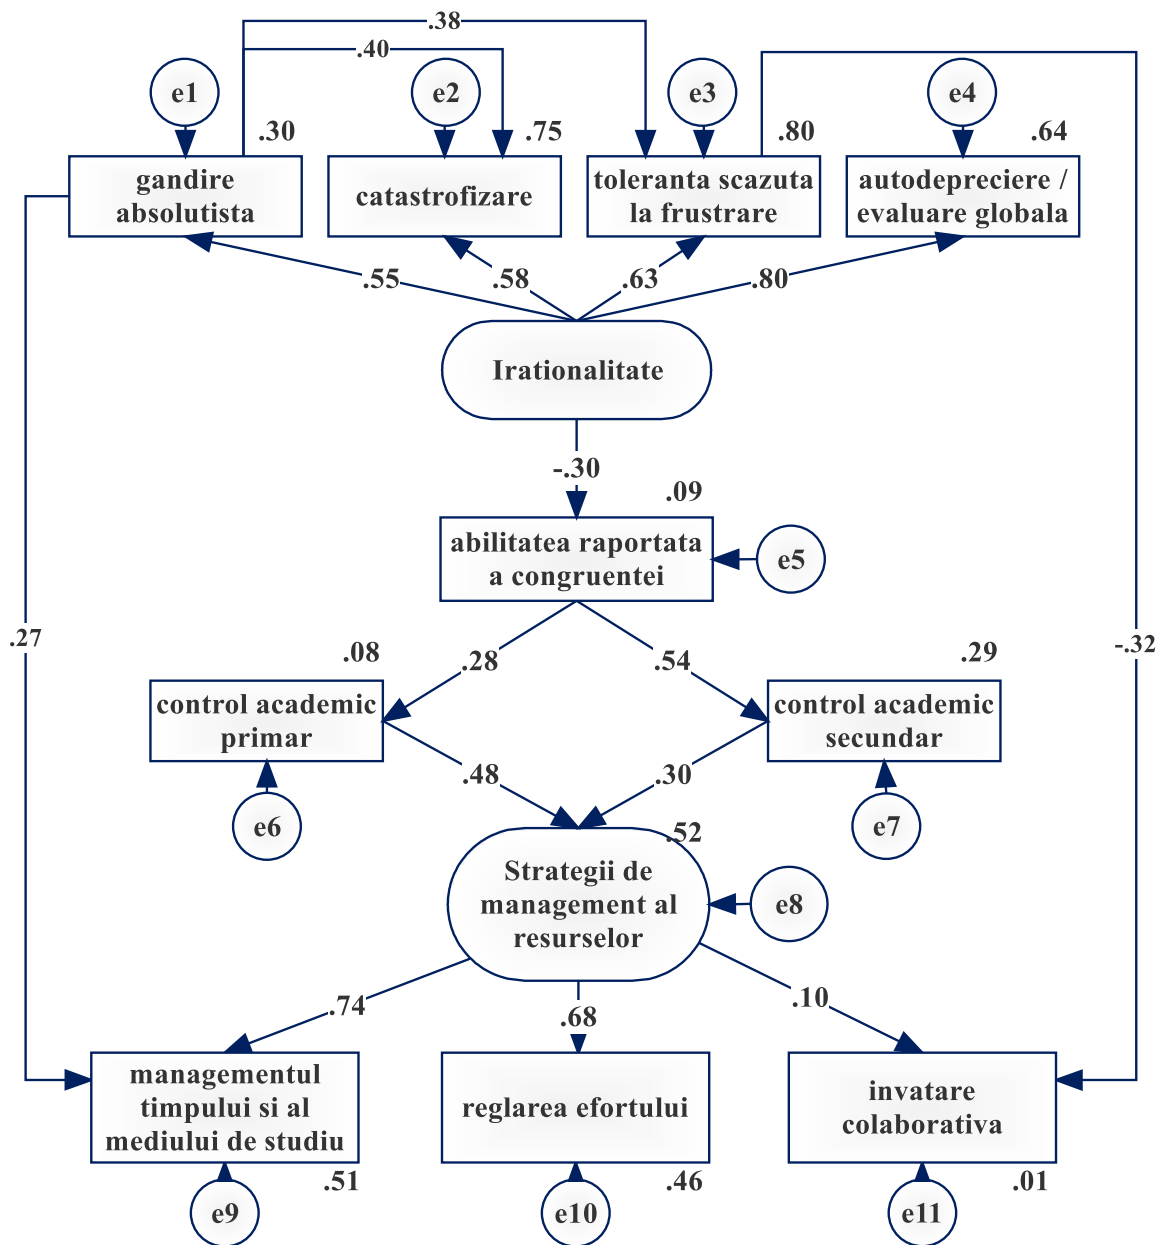 .38
.40
e1
e2
e3
e4
.30
.75
.80
.64
gandire
absolutista
catastrofizare
toleranta scazuta
la frustrare
autodepreciere /
evaluare globala
.55
.58
.63
.80
Irationalitate
-.30
.09
abilitatea raportata
a congruentei
e5
.27
-.32
.08
.28
.54
.29
control academic
primar
control academic
secundar
.48
.30
e6
e7
.52
Strategii de
management al
resurselor
e8
.74
.68
.10
managementul
timpului si al
mediului de studiu
reglarea efortului
invatare
colaborativa
.51
.46
.01
e9
e10
e11